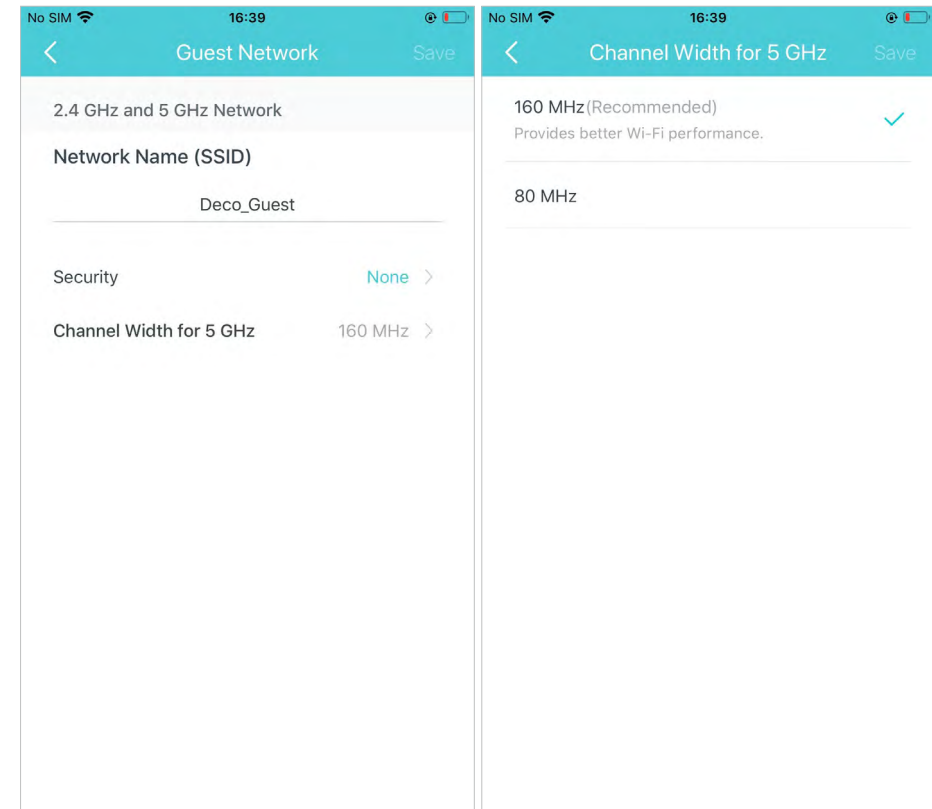 No SIM 16:39
Guest Network Save
2.4 GHz and 5 GHz Network
Network Name (SSID)
Deco_Guest
Security None
Channel Width for 5 GHz 160 MHz
No SIM 16:39
Channel Width for 5 GHz Save
160 MHz(Recommended)
Provides better Wi-Fi performance.
80 MHz